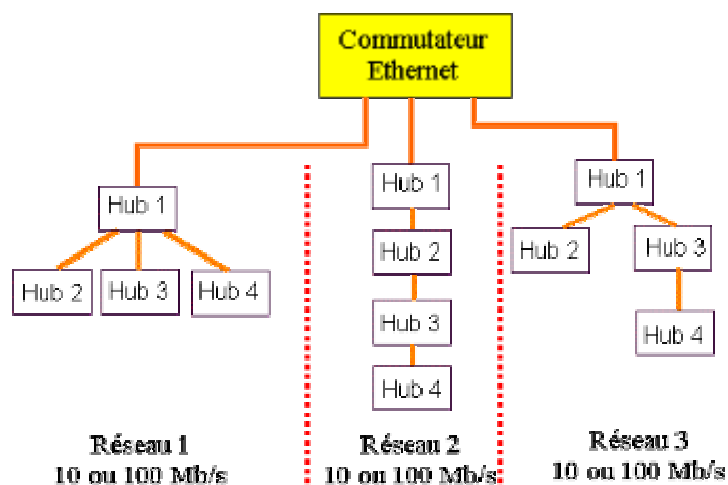 Commutateur
Ethernet
Hub 1
Hub 2
Hub 3
Hub 4
Réseau 1
10 ou 100 Mb/s
Hub 1
Hub 2
Hub 3
Hub 4
Réseau 2
10 ou 100 Mb/s
Hub 1
Hub 2
Hub 3
Hub 4
Réseau 3
10 ou 100 Mb/s